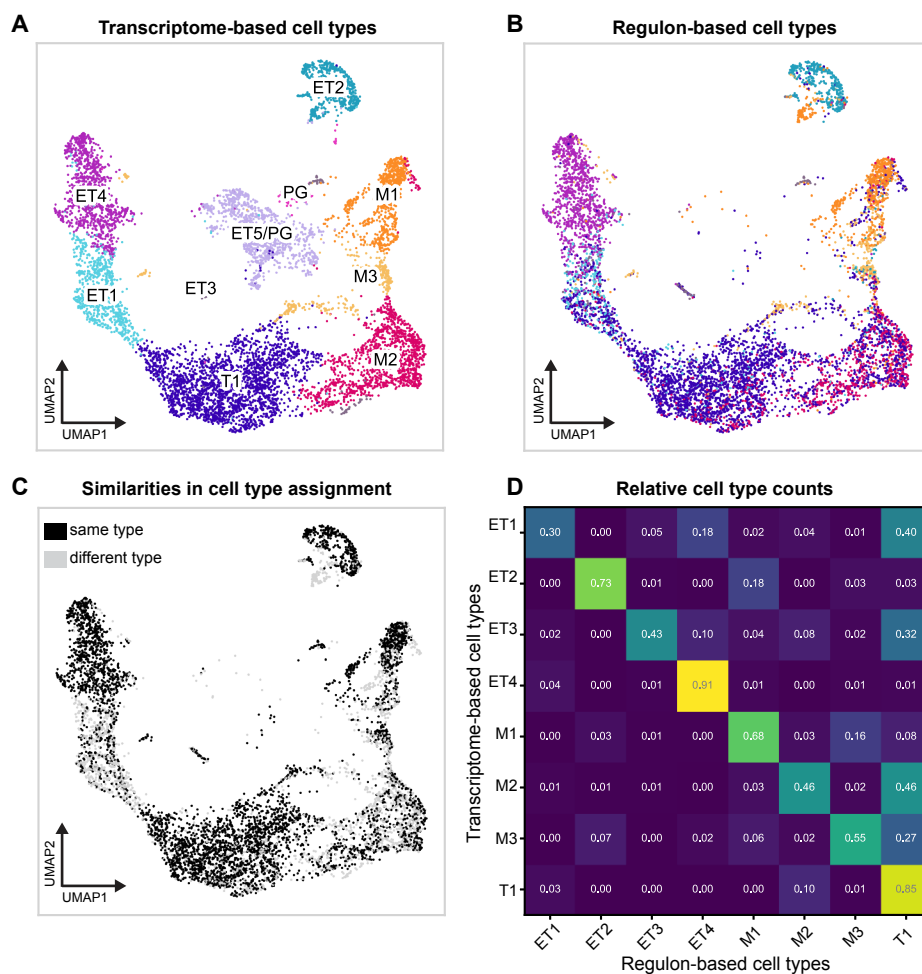 A
Transcriptome-based cell types
ET2
ET4
PG
M1
ET5/PG
M3
ET1
ET3
M2
T1
UMAP2
UMAP1
B
Regulon-based cell types
UMAP2
UMAP1
C
Similarities in cell type assignment
same type
different type
UMAP2
UMAP1
D
Relative cell type counts
Transcriptome-based cell types
ET1 0.30 0.00 0.05 0.18 0.02 0.04 0.01 0.40
ET2 0.00 0.73 0.01 0.00 0.18 0.00 0.03 0.03
ET3 0.02 0.00 0.43 0.10 0.04 0.08 0.02 0.32
ET4 0.04 0.00 0.01 0.91 0.01 0.00 0.01 0.01
M1 0.00 0.03 0.01 0.00 0.68 0.03 0.16 0.08
M2 0.01 0.01 0.00 0.00 0.03 0.46 0.02 0.46
M3 0.00 0.07 0.00 0.02 0.06 0.02 0.55 0.27
T1 0.03 0.00 0.00 0.00 0.00 0.10 0.01 0.85
ET1 ET2 ET3 ET4 M1 M2 M3 T1
Regulon-based cell types